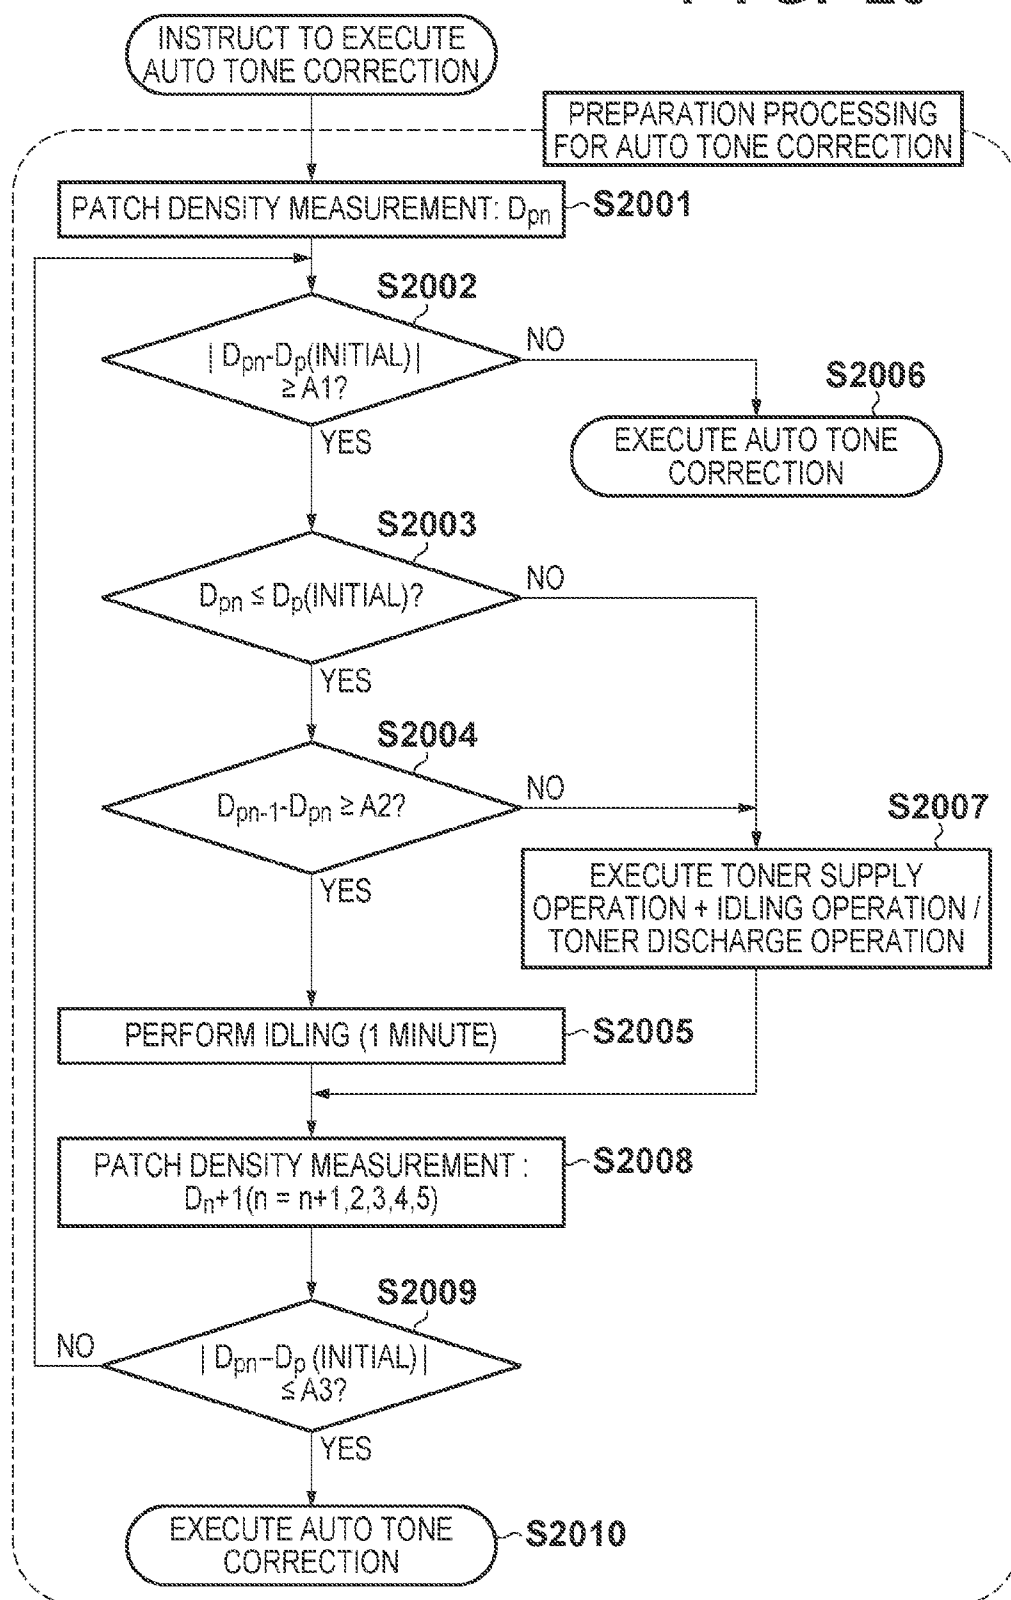 INSTRUCT TO EXECUTE
AUTO TONE CORRECTION
PREPARATION PROCESSING
FOR AUTO TONE CORRECTION
PATCH DENSITY MEASUREMENT: Dpn
S2001
S2002
| Dpn-Dp(INITIAL)|
≥ A1?
NO
YES
S2006
EXECUTE AUTO TONE
CORRECTION
S2003
Dpn ≤ Dp(INITIAL)?
NO
YES
S2004
Dpn-1-Dpn ≥ A2?
NO
YES
S2007
EXECUTE TONER SUPPLY
OPERATION + IDLING OPERATION /
TONER DISCHARGE OPERATION
PERFORM IDLING (1 MINUTE)
S2005
PATCH DENSITY MEASUREMENT :
Dn+1(n = n+1,2,3,4,5)
S2008
S2009
| Dpn-Dp (INITIAL)|
≤ A3?
NO
YES
EXECUTE AUTO TONE
CORRECTION
S2010